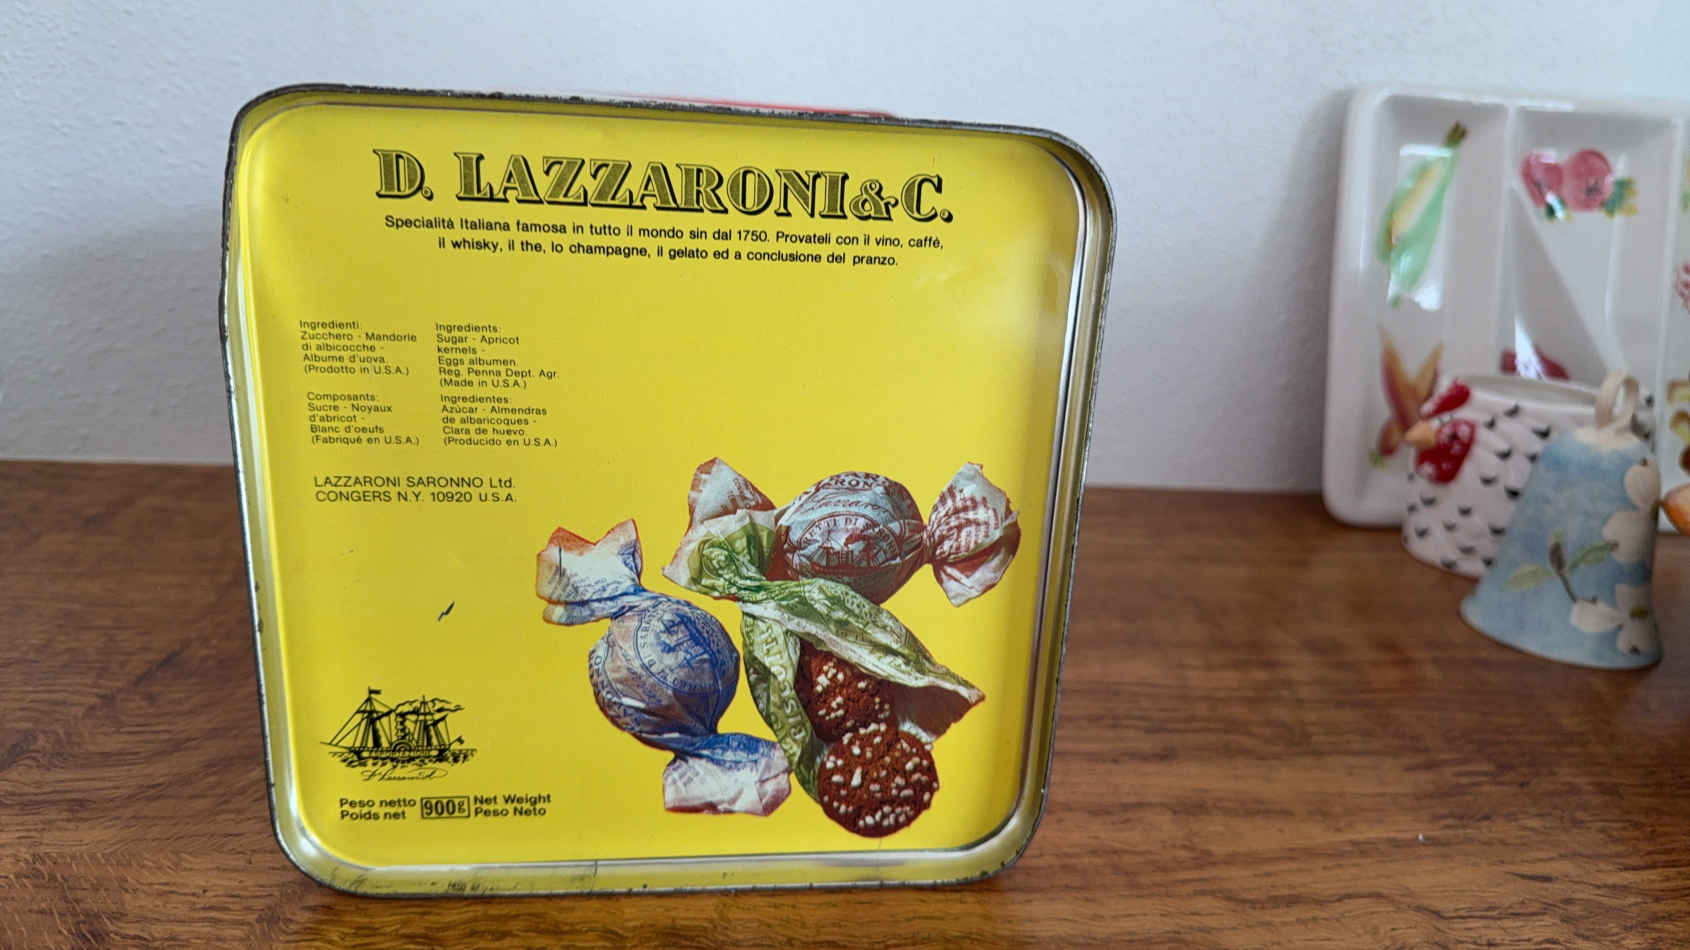 D. LAZZARONI & C.
Specialità Italiana famosa in tutto il mondo sin dal 1750. Provateli con il vino, caffè,
il whisky, il the, lo champagne, il gelato ed a conclusione del pranzo.
Ingredienti:
Zucchero - Mandorle
di albicocche -
Albume d'uova.
(Prodotto in U.S.A.)
Ingredients:
Sugar - Apricot
kernels -
Eggs albumen.
Reg. Penna Dept. Agr.
(Made in U.S.A.)
Composants:
Sucre - Noyaux
d'abricot -
Blanc d'oeufs
(Fabriqué en U.S.A.)
Ingredientes:
Azúcar - Almendras
de albaricoques -
Clara de huevo.
(Producido en U.S.A.)
LAZZARONI SARONNO Ltd.
CONGERS N.Y. 10920 U.S.A.
Peso netto
Poids net
900g
Net Weight
Peso Neto